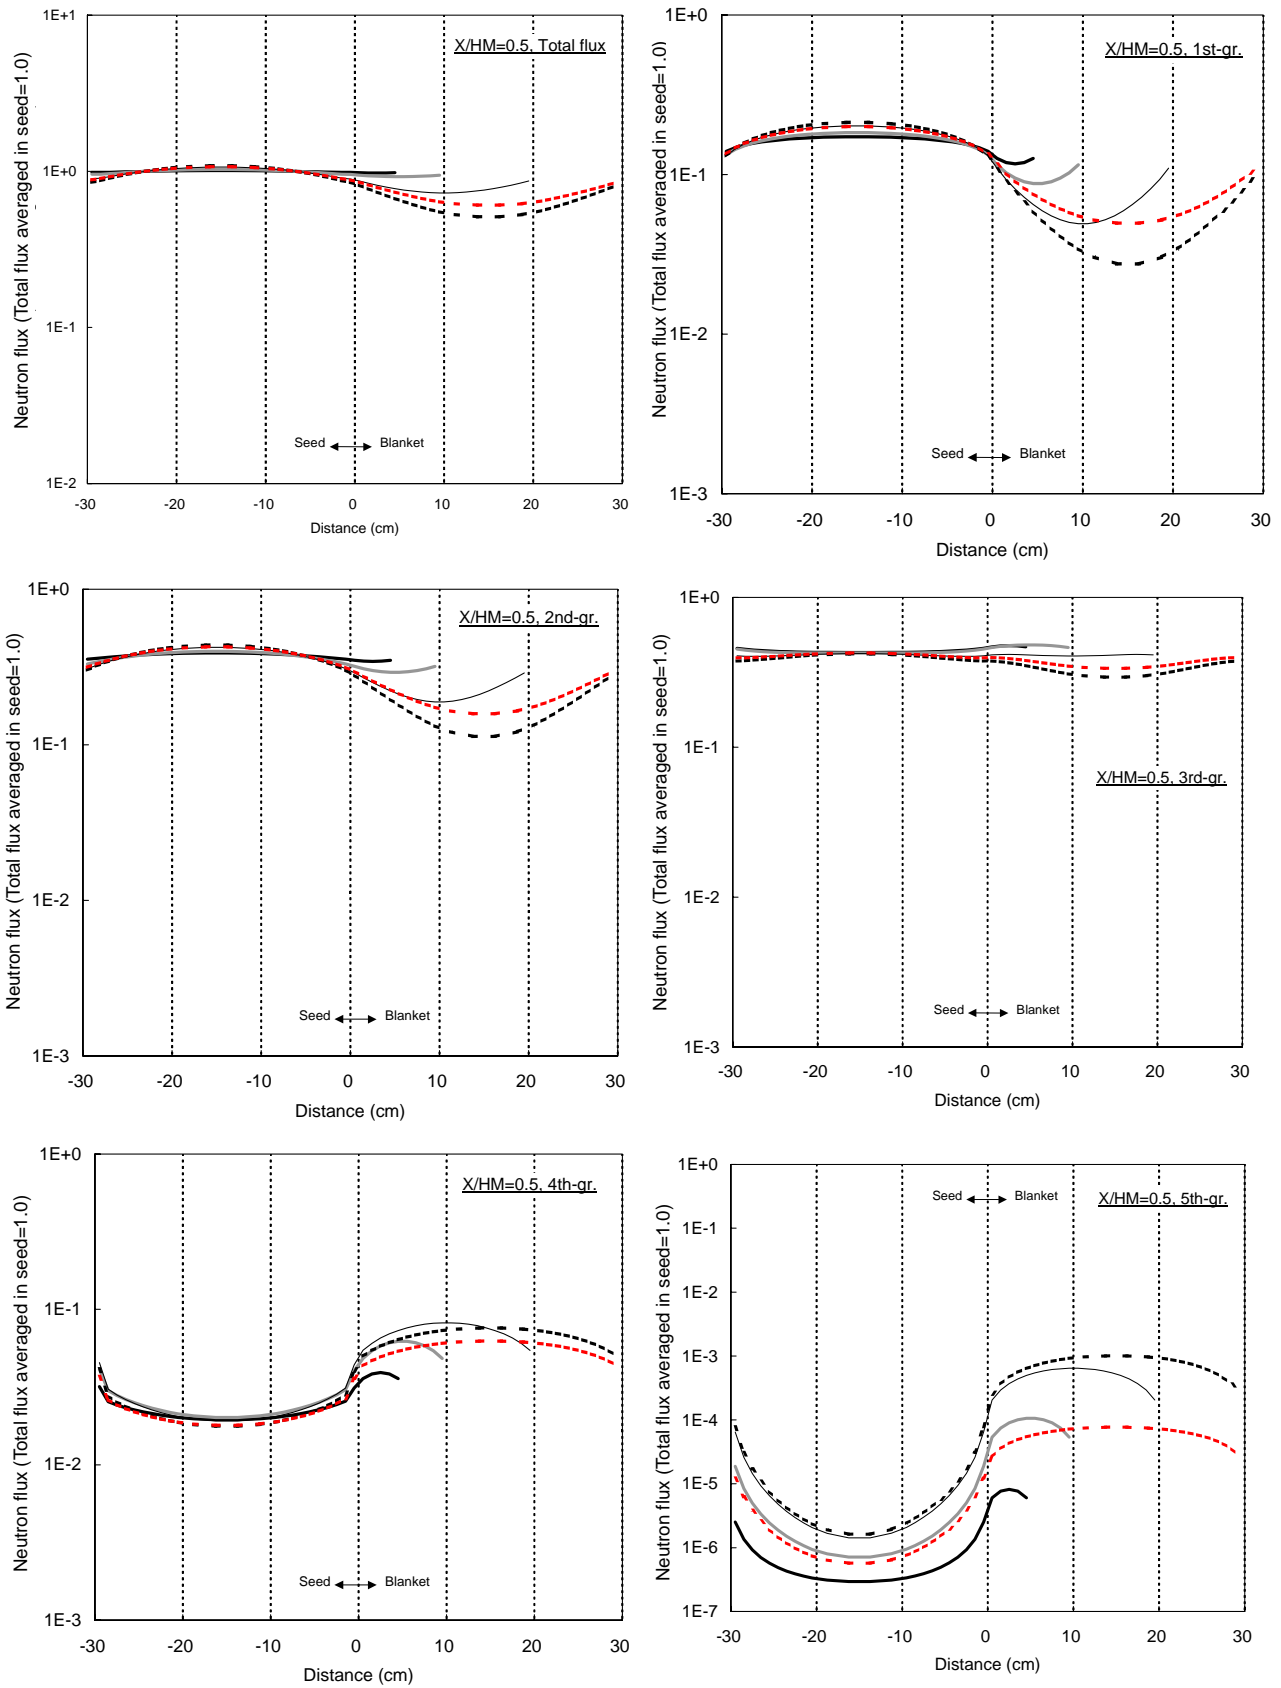 Neutron flux (Total flux averaged in seed=1.0)
1E+1
1E+0
1E-1
1E-2
X/HM=0.5, Total flux
Seed Blanket
-30 -20 -10 0 10 20 30
Distance (cm)
Neutron flux (Total flux averaged in seed=1.0)
1E+0
1E-1
1E-2
1E-3
X/HM=0.5, 1st-gr.
Seed Blanket
-30 -20 -10 0 10 20 30
Distance (cm)
Neutron flux (Total flux averaged in seed=1.0)
1E+0
1E-1
1E-2
1E-3
X/HM=0.5, 2nd-gr.
Seed Blanket
-30 -20 -10 0 10 20 30
Distance (cm)
Neutron flux (Total flux averaged in seed=1.0)
1E+0
1E-1
1E-2
1E-3
X/HM=0.5, 3rd-gr.
Seed Blanket
-30 -20 -10 0 10 20 30
Distance (cm)
Neutron flux (Total flux averaged in seed=1.0)
1E+0
1E-1
1E-2
1E-3
X/HM=0.5, 4th-gr.
Seed Blanket
-30 -20 -10 0 10 20 30
Distance (cm)
Neutron flux (Total flux averaged in seed=1.0)
1E+0
1E-1
1E-2
1E-3
1E-4
1E-5
1E-6
1E-7
Seed Blanket
X/HM=0.5, 5th-gr.
-30 -20 -10 0 10 20 30
Distance (cm)